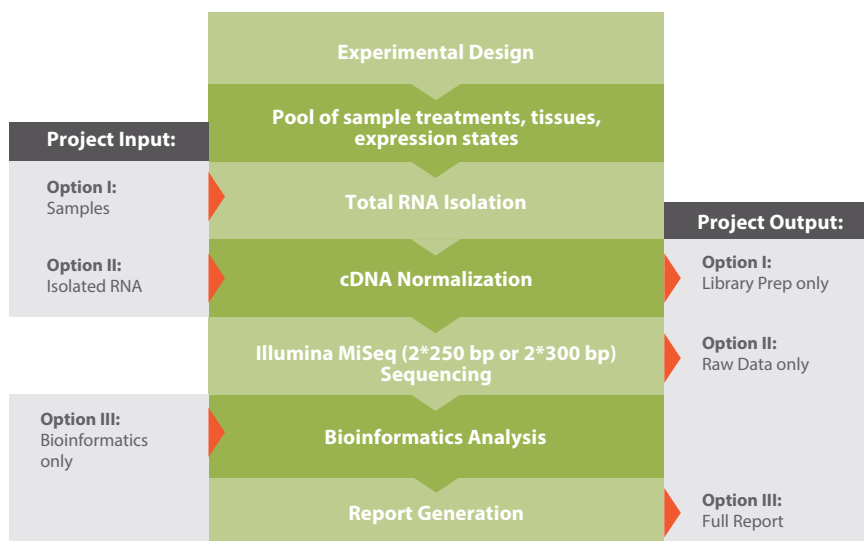 Experimental Design
Pool of sample treatments, tissues,
expression states
Project Input:
Option I:
Samples
Total RNA Isolation
Project Output:
Option II:
Isolated RNA
cDNA Normalization
Option I:
Library Prep only
Illumina MiSeq (2*250 bp or 2*300 bp)
Sequencing
Option II:
Raw Data only
Option III:
Bioinformatics
only
Bioinformatics Analysis
Report Generation
Option III:
Full Report